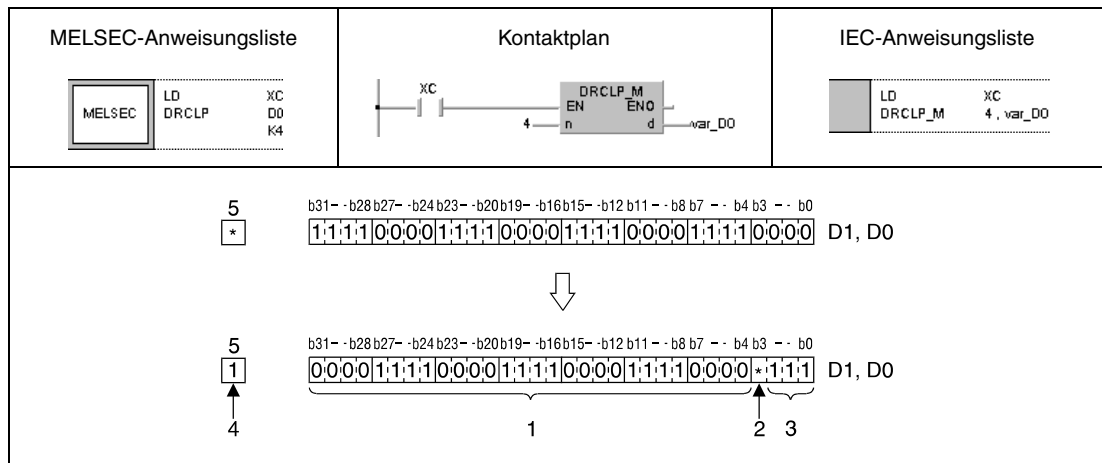 MELSEC-Anweisungsliste
MELSEC
LD XC
DRCLP D0
K4
Kontaktplan
XC
DRCLP_M
EN ENO
4 n d var_D0
IEC-Anweisungsliste
LD XC
DRCLP_M 4 , var_D0
5 b31- -b28 b27- -b24 b23- -b20 b19- -b16 b15- -b12 b11 - -b8 b7 - - b4 b3 - - b0
* 1 1 1 1 0 0 0 0 1 1 1 1 0 0 0 0 1 1 1 1 0 0 0 0 1 1 1 1 0 0 0 0 D1, D0
5 b31- -b28 b27- -b24 b23- -b20 b19- -b16 b15- -b12 b11 - -b8 b7 - - b4 b3 - - b0
1 0 0 0 0 1 1 1 1 0 0 0 0 1 1 1 1 0 0 0 0 1 1 1 1 0 0 0 0 * 1 1 1 D1, D0
4 1 2 3